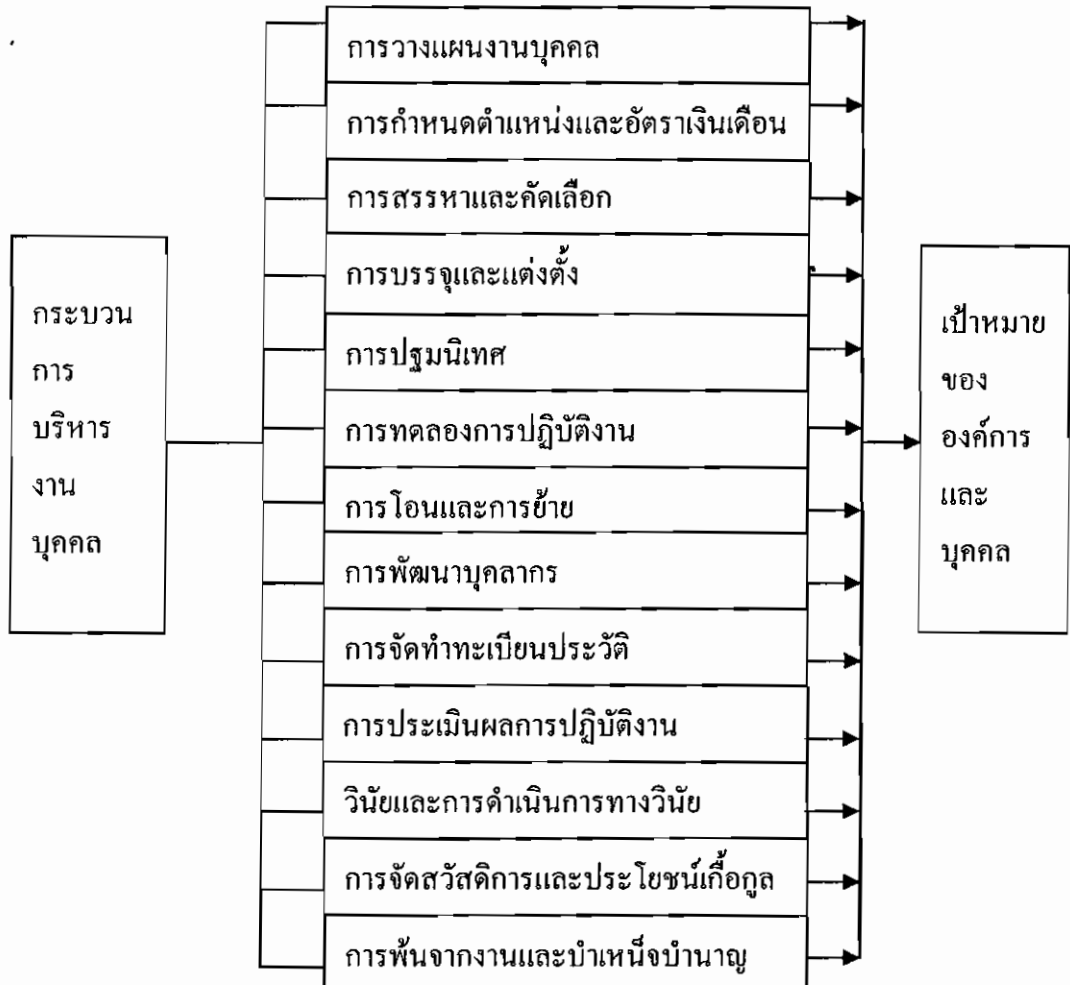 กระบวน
การ
บริหาร
งาน
บุคคล
การวางแผนงานบุคคล
การกำหนดตำแหน่งและอัตราเงินเดือน
การสรรหาและคัดเลือก
การบรรจุและแต่งตั้ง
การปฐมนิเทศ
การทดลองการปฏิบัติงาน
การโอนและการย้าย
การพัฒนาบุคลากร
การจัดทำทะเบียนประวัติ
การประเมินผลการปฏิบัติงาน
วินัยและการดำเนินการทางวินัย
การจัดสวัสดิการและประโยชน์เกื้อกูล
การพ้นจากงานและบำเหน็จบำนาญ
เป้าหมาย
ของ
องค์การ
และ
บุคคล